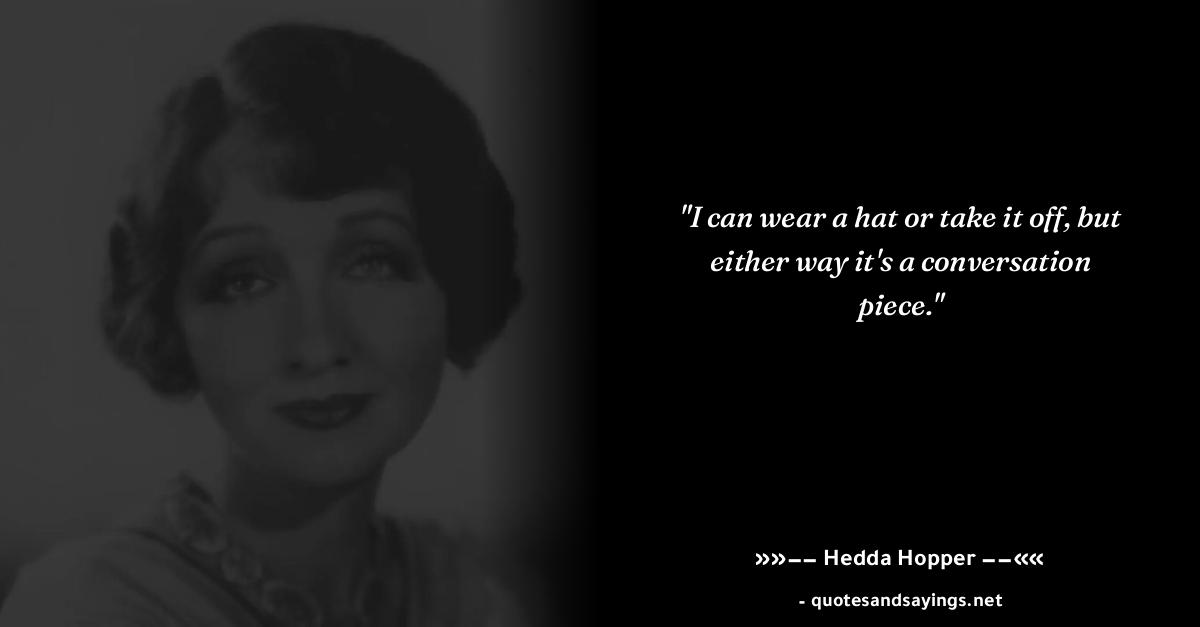 "I can wear a hat or take it off, but
either way it's a conversation
piece."
»»−− Hedda Hopper −−««
- quotesandsayings.net